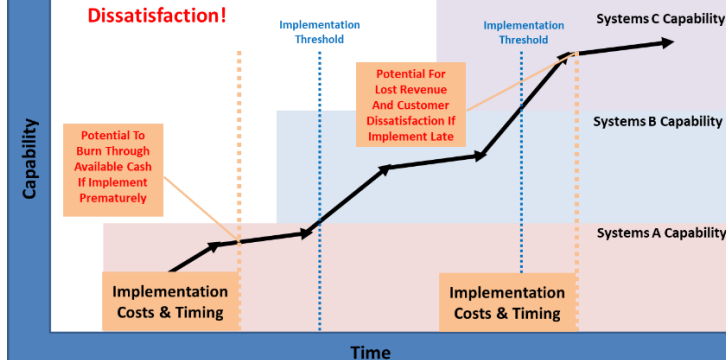 Dissatisfaction!
Implementation
Threshold
Implementation
Threshold
Systems C Capability
Potential For
Lost Revenue
And Customer
Dissatisfaction If
Implement Late
Systems B Capability
Potential To
Burn Through
Available Cash
If Implement
Prematurely
Capability
Systems A Capability
Implementation
Costs & Timing
Implementation
Costs & Timing
Time